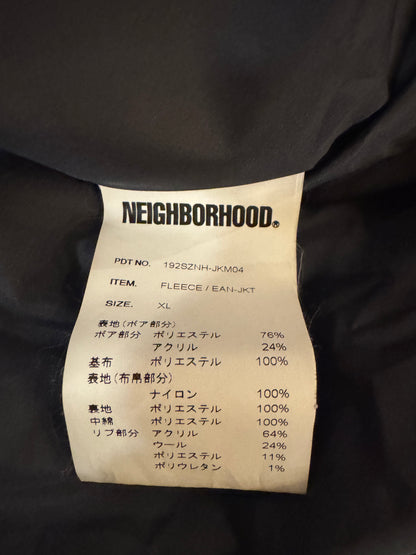 NEIGHBORHOOD®
PDT NO. 192SZNH-JKM04
ITEM. FLEECE / EAN-JKT
SIZE. XL
表地(ボア部分)
ボア部分 ポリエステル 76%
アクリル 24%
基布 ポリエステル 100%
表地(布帛部分)
ナイロン 100%
裏地 ポリエステル 100%
中綿 ポリエステル 100%
リブ部分 アクリル 64%
ウール 24%
ポリエステル 11%
ポリウレタン 1%